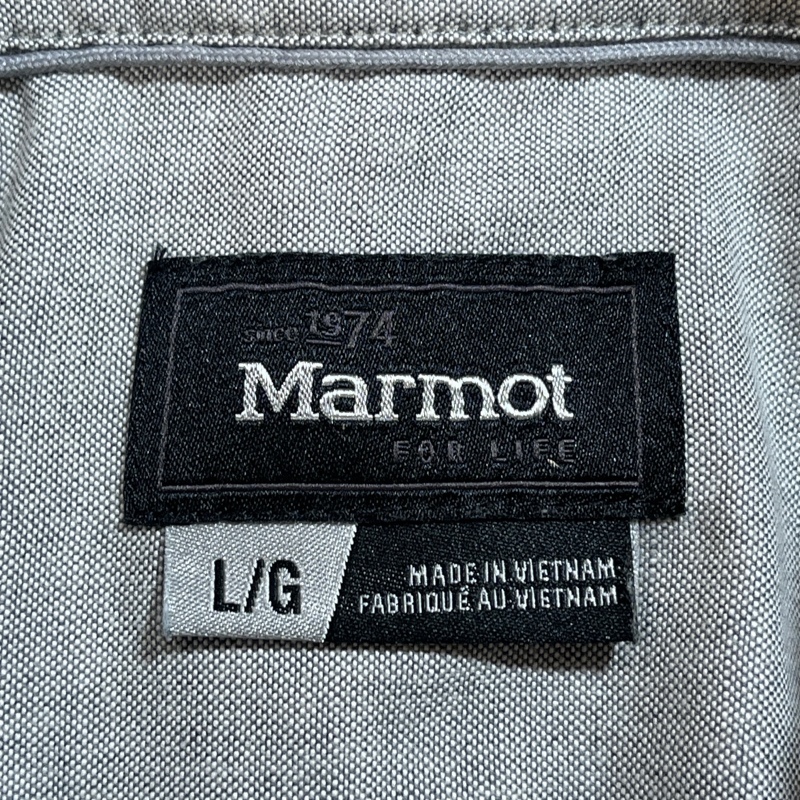 since 1974
Marmot
FOR LIFE
L/G
MADE IN VIETNAM
FABRIQUÉ AU VIETNAM